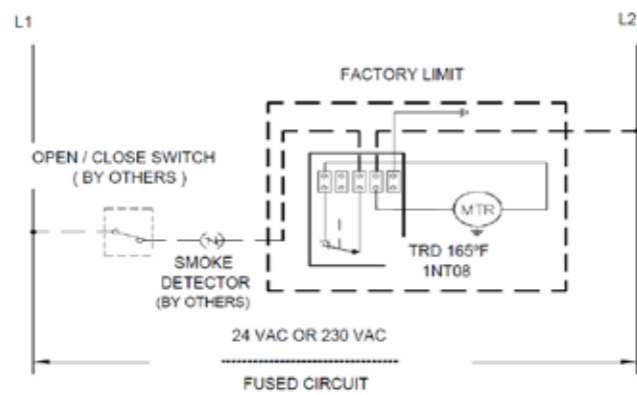 L1
L2
FACTORY LIMIT
OPEN / CLOSE SWITCH
( BY OTHERS )
MTR
TRD 165ºF
1NT08
SMOKE
DETECTOR
(BY OTHERS)
24 VAC OR 230 VAC
FUSED CIRCUIT